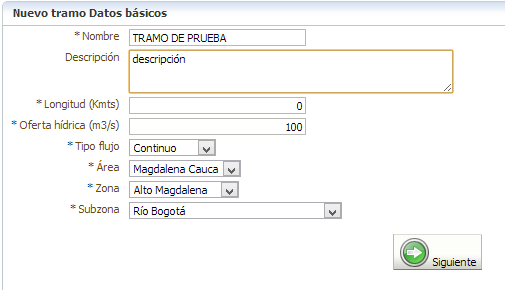 Nuevo tramo Datos básicos
* Nombre TRAMO DE PRUEBA
Descripción descripción
* Longitud (Kmts) 0
* Oferta hídrica (m3/s) 100
* Tipo flujo Continuo
* Área Magdalena Cauca
* Zona Alto Magdalena
* Subzona Río Bogotá
Siguiente